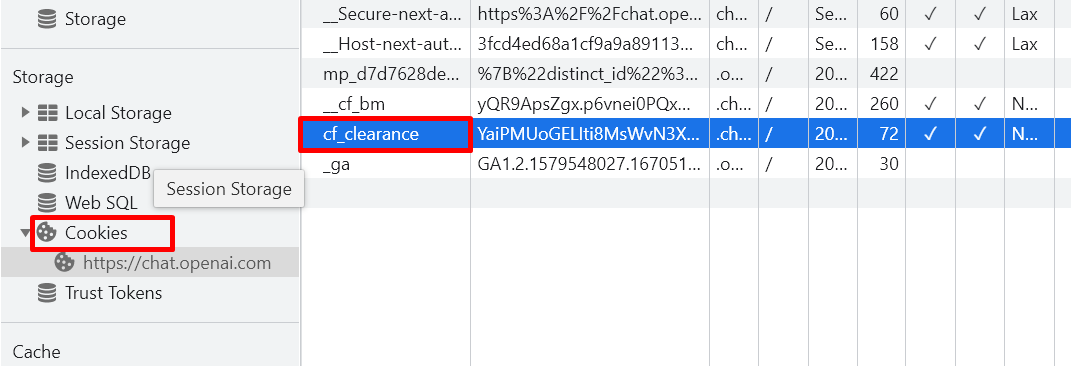 Storage
Storage
Local Storage
Session Storage
IndexedDB
Session Storage
Web SQL
Cookies
https://chat.openai.com
Trust Tokens
Cache
__Secure-next-a... https%3A%2F%2Fchat.ope... ch... / Se... 60 ✓ ✓ Lax
__Host-next-aut... 3fcd4ed68a1cf9a9a89113... ch... / Se... 158 ✓ ✓ Lax
mp_d7d7628de... %7B%22distinct_id%22%3... .o... / 20... 422
__cf_bm yQR9ApsZgx.p6vnei0PQx... .ch... / 20... 260 ✓ ✓ N...
cf_clearance YaiPMUoGELIti8MsWvN3X... .ch... / 20... 72 ✓ ✓ N...
_ga GA1.2.1579548027.167051... .o... / 20... 30